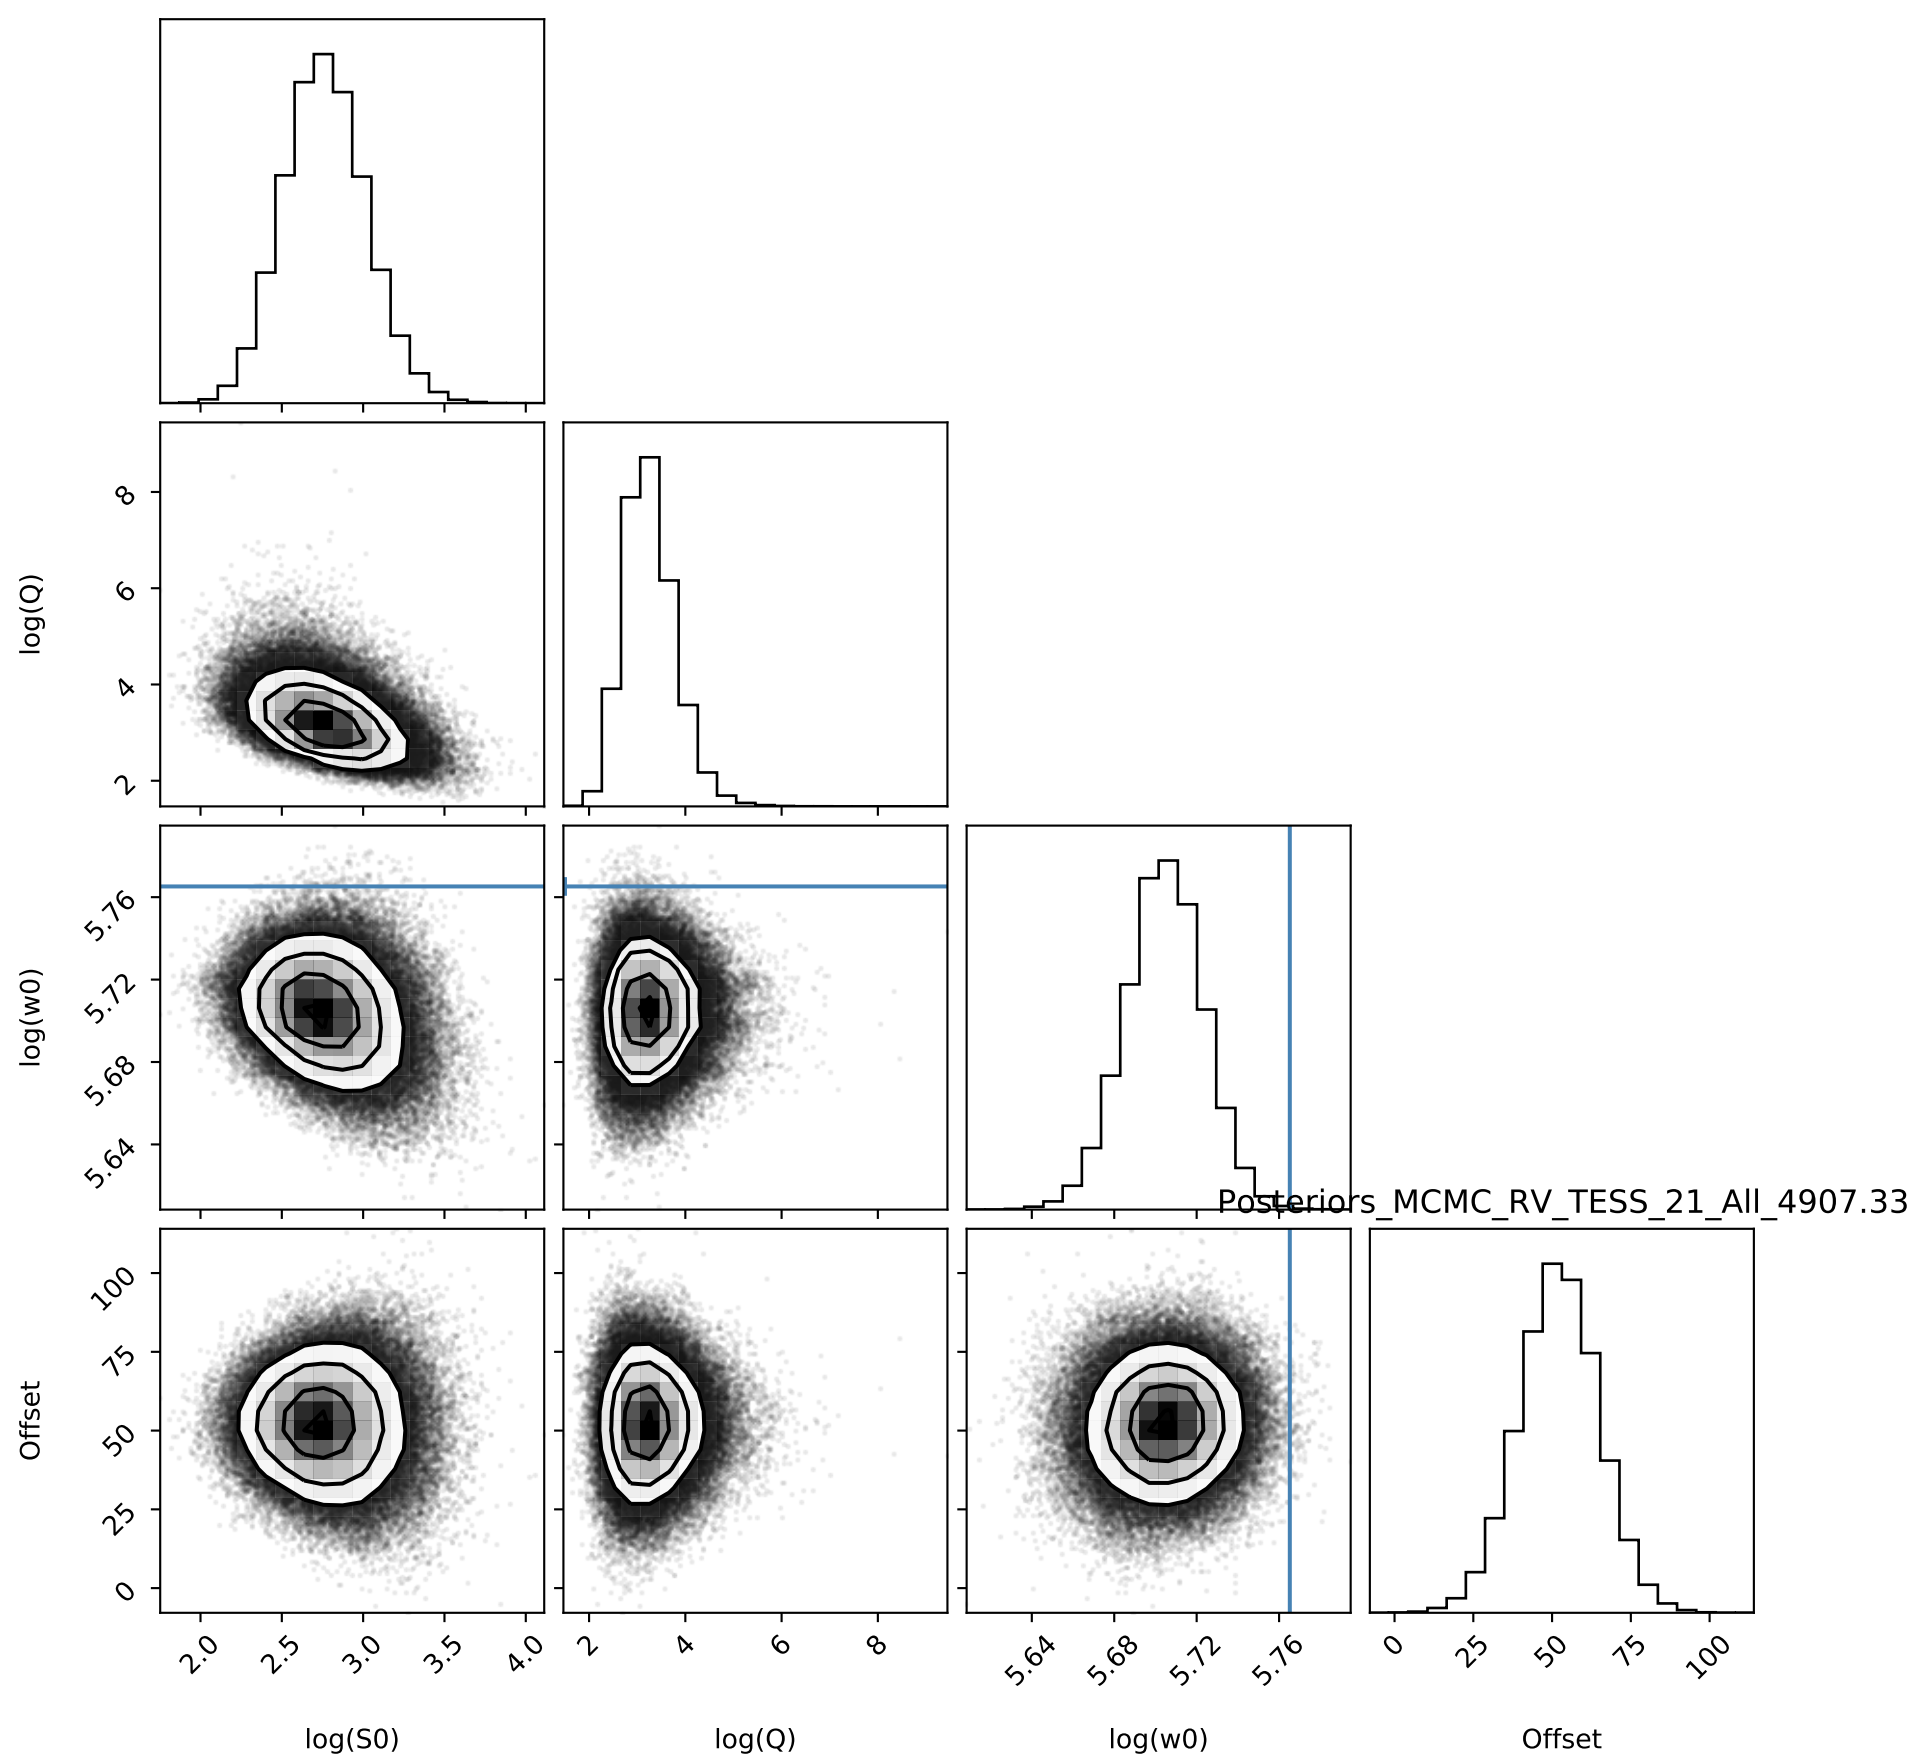 8
6
4
2
log(Q)
5.76
5.72
5.68
5.64
log(w0)
Posteriors_MCMC_RV_TESS_21_All_4907.33
100
75
50
25
0
Offset
2.0 2.5 3.0 3.5 4.0
2 4 6 8
5.64 5.68 5.72 5.76
0 25 50 75 100
log(S0)
log(Q)
log(w0)
Offset